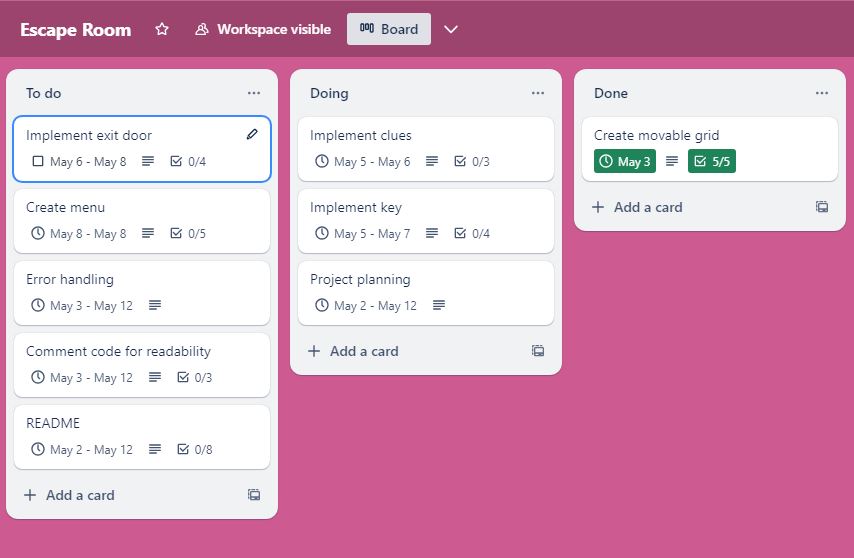 Escape Room Workspace visible Board
To do
Implement exit door
May 6 - May 8 0/4
Create menu
May 8 - May 8 0/5
Error handling
May 3 - May 12
Comment code for readability
May 3 - May 12 0/3
README
May 2 - May 12 0/8
+ Add a card
Doing
Implement clues
May 5 - May 6 0/3
Implement key
May 5 - May 7 0/4
Project planning
May 2 - May 12
+ Add a card
Done
Create movable grid
May 3 5/5
+ Add a card